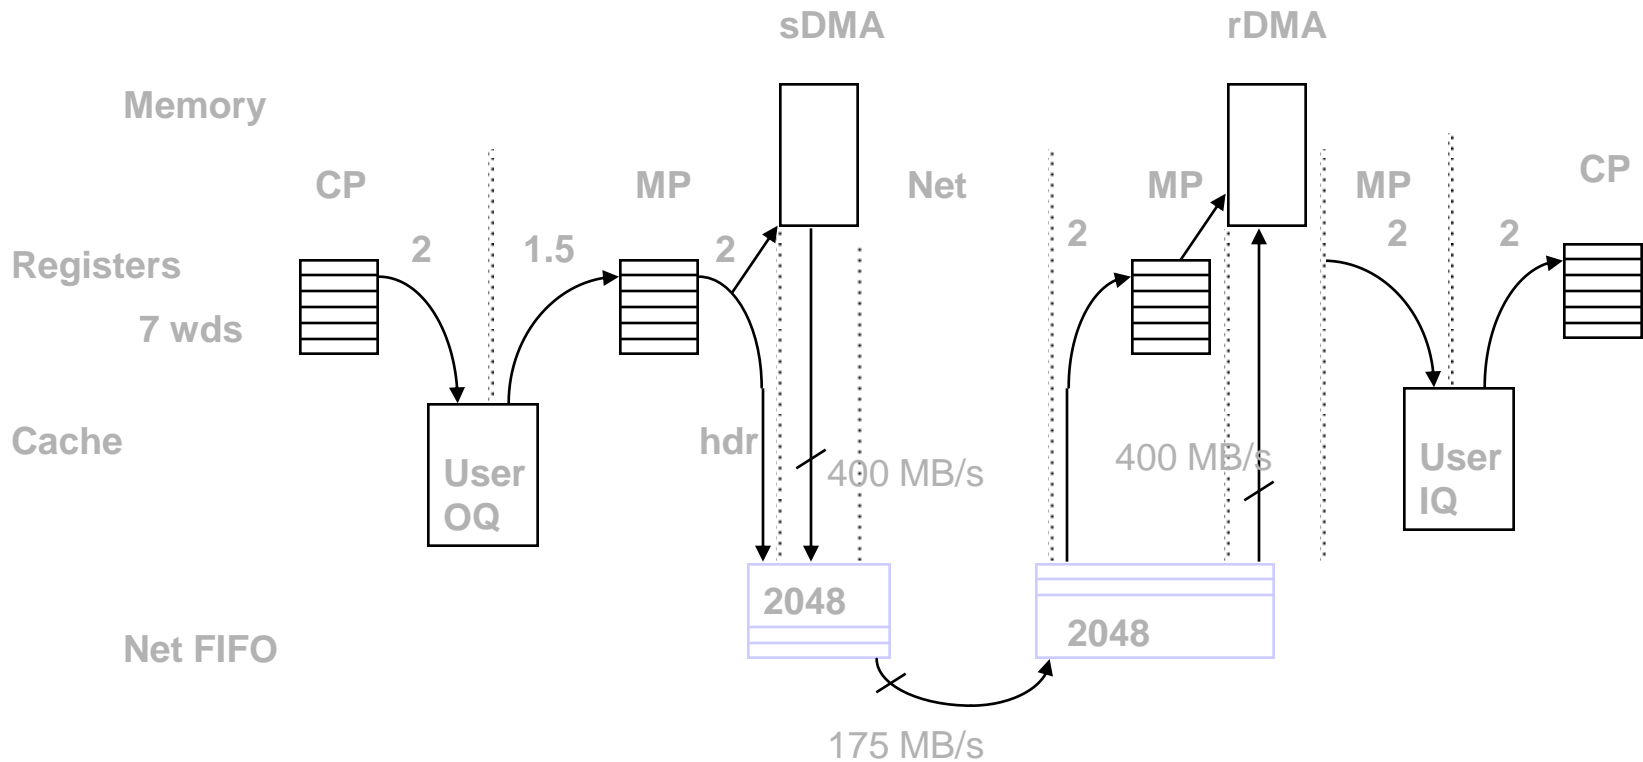 sDMA
rDMA
Memory
CP
MP
Net
MP
MP
CP
2
1.5
2
2
2
2
Registers
7 wds
Cache
User
OQ
hdr
400 MB/s
400 MB/s
User
IQ
2048
2048
Net FIFO
175 MB/s